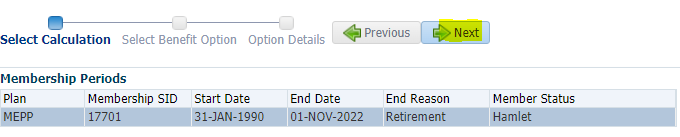 Select Calculation Select Benefit Option Option Details Previous Next
Membership Periods
Plan Membership SID Start Date End Date End Reason Member Status
MEPP 17701 31-JAN-1990 01-NOV-2022 Retirement Hamlet